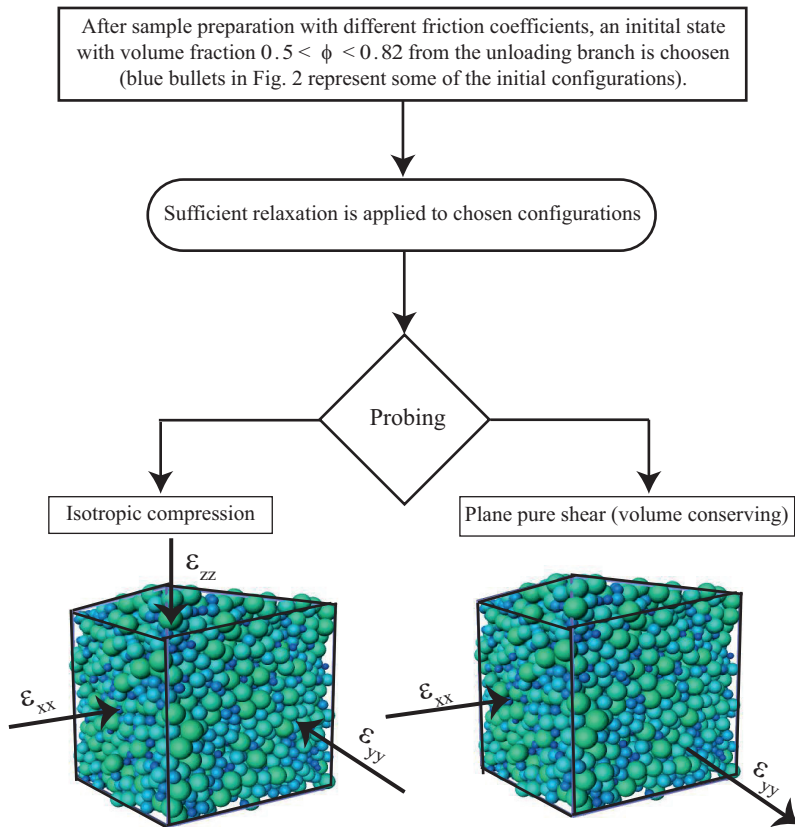 After sample preparation with different friction coefficients, an initital state
with volume fraction 0.5 < ϕ < 0.82 from the unloading branch is choosen
(blue bullets in Fig. 2 represent some of the initial configurations).
Sufficient relaxation is applied to chosen configurations
Probing
Isotropic compression
Plane pure shear (volume conserving)
εzz
εxx
εyy
εxx
εyy